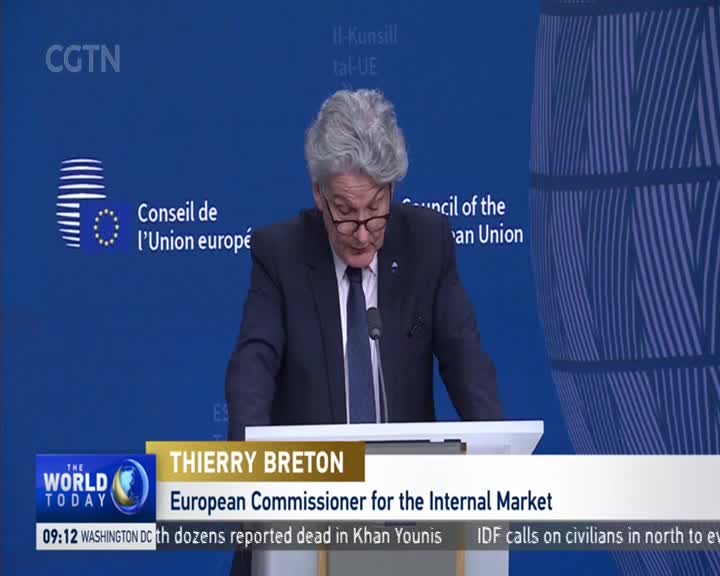 CGTN
Il-Kunsill
tal-UE
Conseil de
l'Union europé
Council of the
ean Union
THIERRY BRETON
THE
WORLD
TODAY
European Commissioner for the Internal Market
09:12 WASHINGTON DC
th dozens reported dead in Khan Younis IDF calls on civilians in north to ev